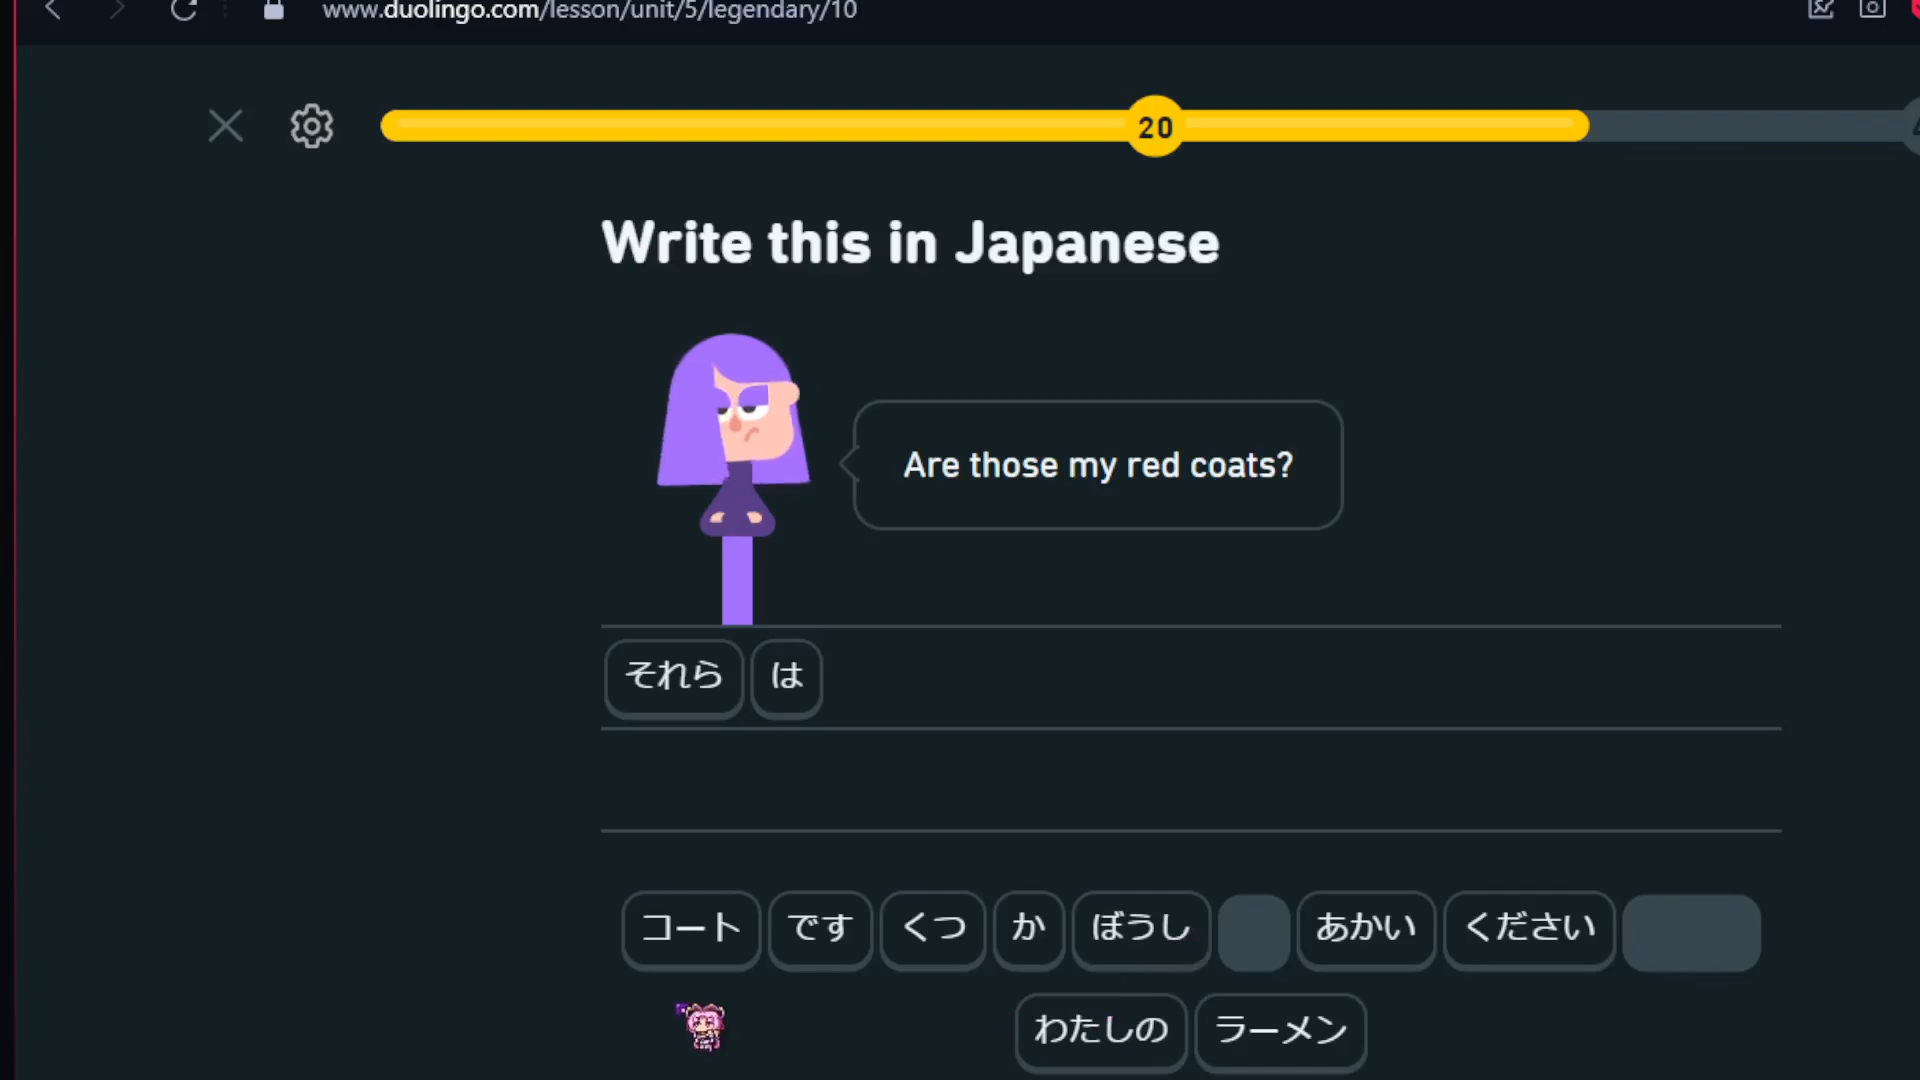 www.duolingo.com/lesson/unit/5/legendary/10
20
Write this in Japanese
Are those my red coats?
それら は
コート です くつ か ぼうし あかい ください
わたしの ラーメン